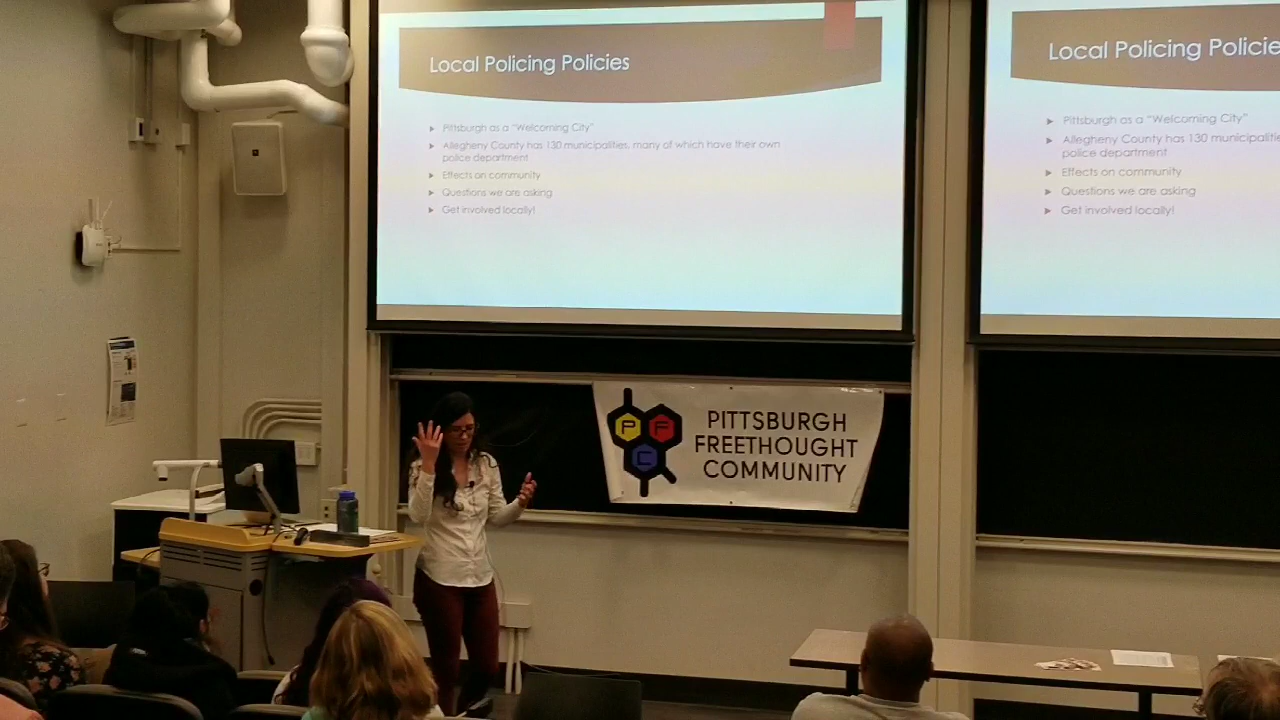 Local Policing Policies
Pittsburgh as a "Welcoming City"
Allegheny County has 130 municipalities, many of which have their own
police department
Effects on community
Questions we are asking
Get involved locally!
Local Policing Policie
Pittsburgh as a "Welcoming City"
Allegheny County has 130 municipalitie
police department
Effects on community
Questions we are asking
Get involved locally!
P F
C
PITTSBURGH
FREETHOUGHT
COMMUNITY